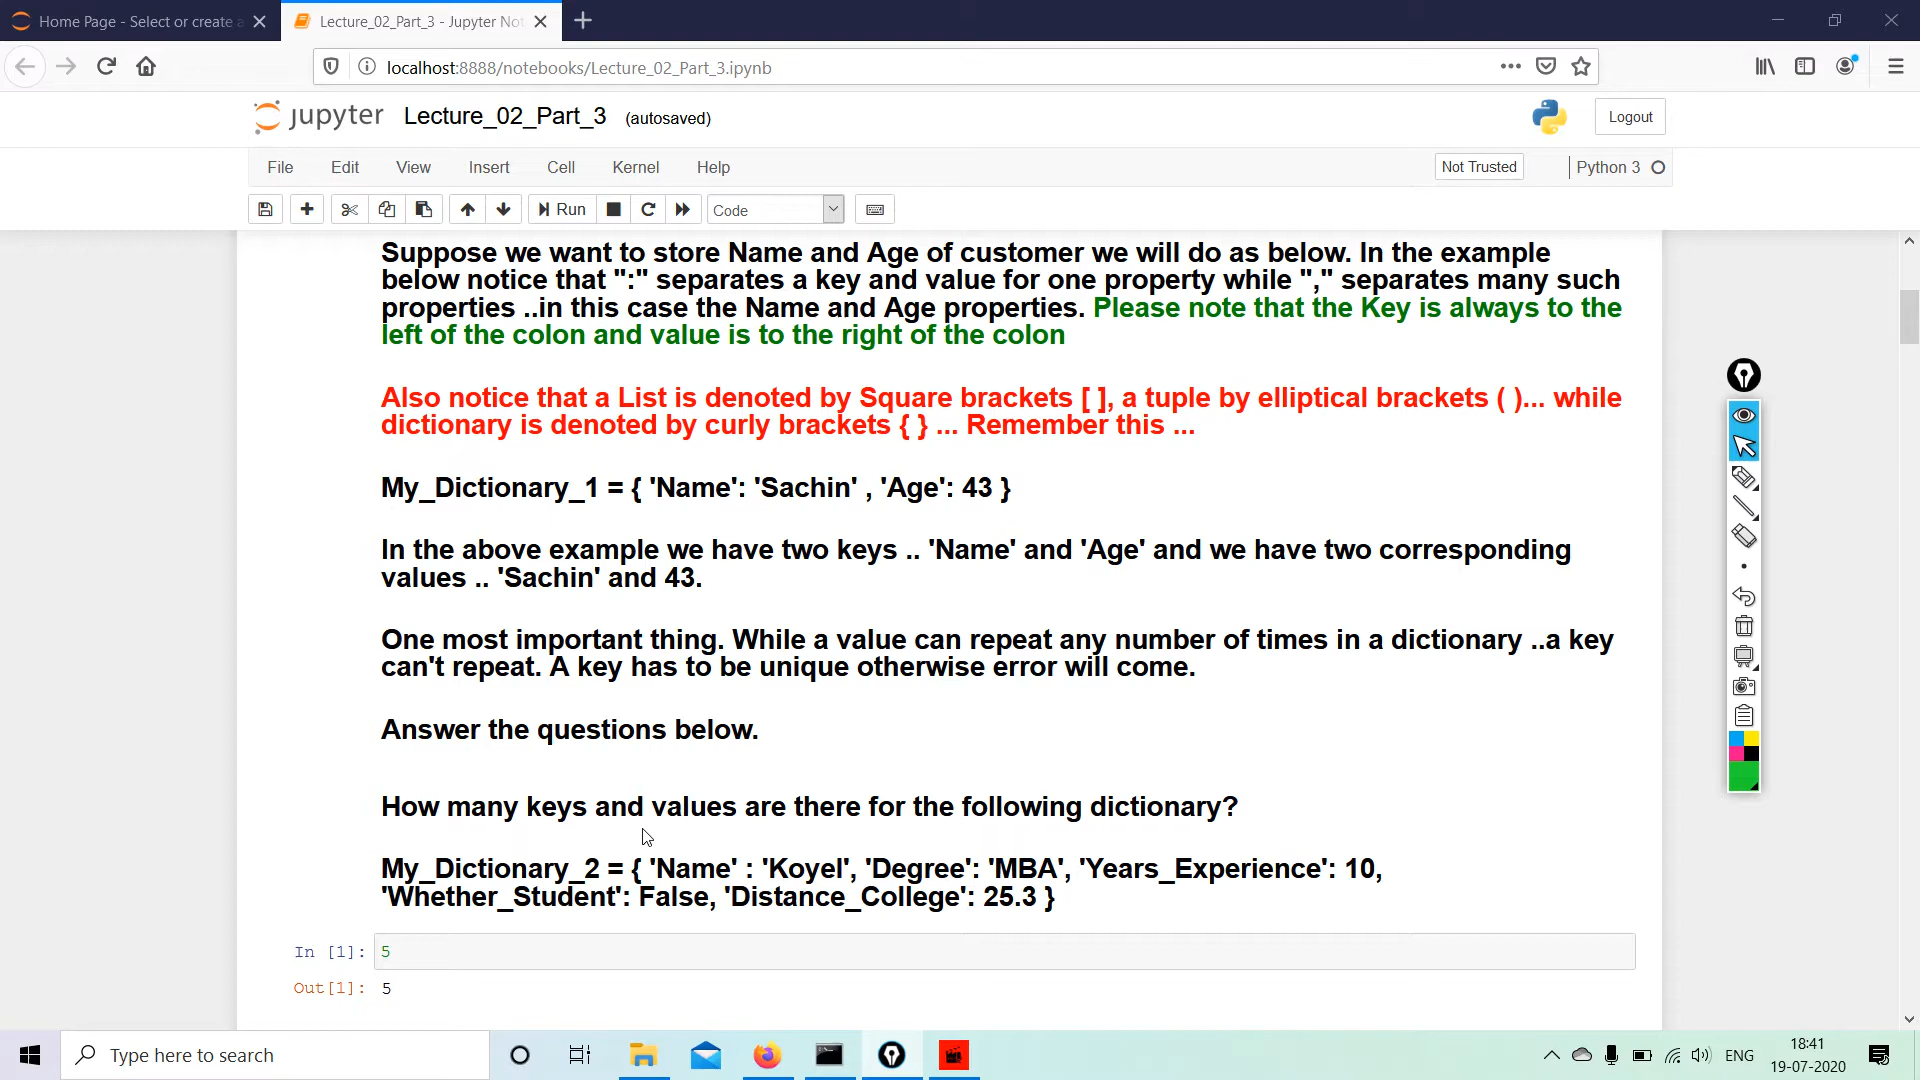 Home Page - Select or create a
Lecture_02_Part_3 - Jupyter Not
localhost:8888/notebooks/Lecture_02_Part_3.ipynb
jupyter Lecture_02_Part_3 (autosaved)
Logout
File Edit View Insert Cell Kernel Help
Not Trusted Python 3
Run Code
Suppose we want to store Name and Age of customer we will do as below. In the example
below notice that ":" separates a key and value for one property while "," separates many such
properties ..in this case the Name and Age properties. Please note that the Key is always to the
left of the colon and value is to the right of the colon
Also notice that a List is denoted by Square brackets [ ], a tuple by elliptical brackets ( )... while
dictionary is denoted by curly brackets { } ... Remember this ...
My_Dictionary_1 = { 'Name': 'Sachin' , 'Age': 43 }
In the above example we have two keys .. 'Name' and 'Age' and we have two corresponding
values .. 'Sachin' and 43.
One most important thing. While a value can repeat any number of times in a dictionary ..a key
can't repeat. A key has to be unique otherwise error will come.
Answer the questions below.
How many keys and values are there for the following dictionary?
My_Dictionary_2 = { 'Name' : 'Koyel', 'Degree': 'MBA', 'Years_Experience': 10,
'Whether_Student': False, 'Distance_College': 25.3 }
In [1]: 5
Out[1]: 5
Type here to search
ENG
18:41
19-07-2020